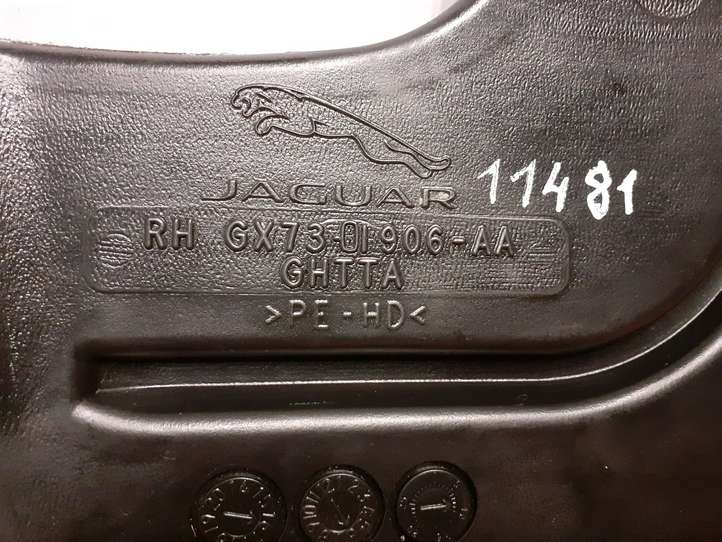 JAGUAR
11481
RH GX73 01906-AA
GHTTA
>PE-HD<